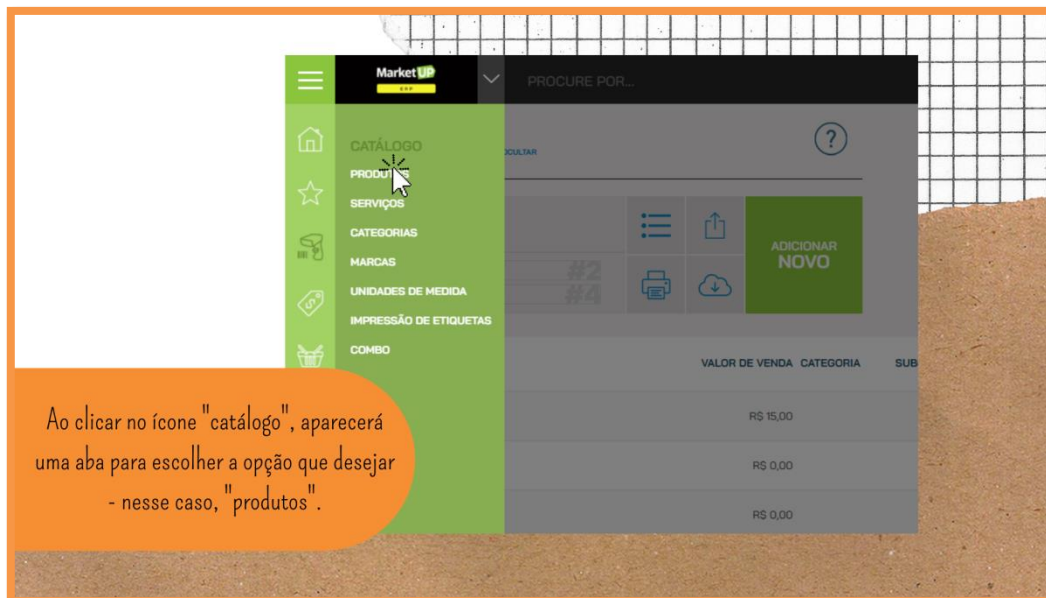 MarketUP
ERP
PROCURE POR...
CATÁLOGO
OCULTAR
PRODUTOS
SERVIÇOS
CATEGORIAS
MARCAS
UNIDADES DE MEDIDA
IMPRESSÃO DE ETIQUETAS
COMBO
?
ADICIONAR
NOVO
#2
#4
VALOR DE VENDA CATEGORIA SUB
R$ 15,00
R$ 0,00
R$ 0,00
Ao clicar no ícone "catálogo", aparecerá
uma aba para escolher a opção que desejar
- nesse caso, "produtos".